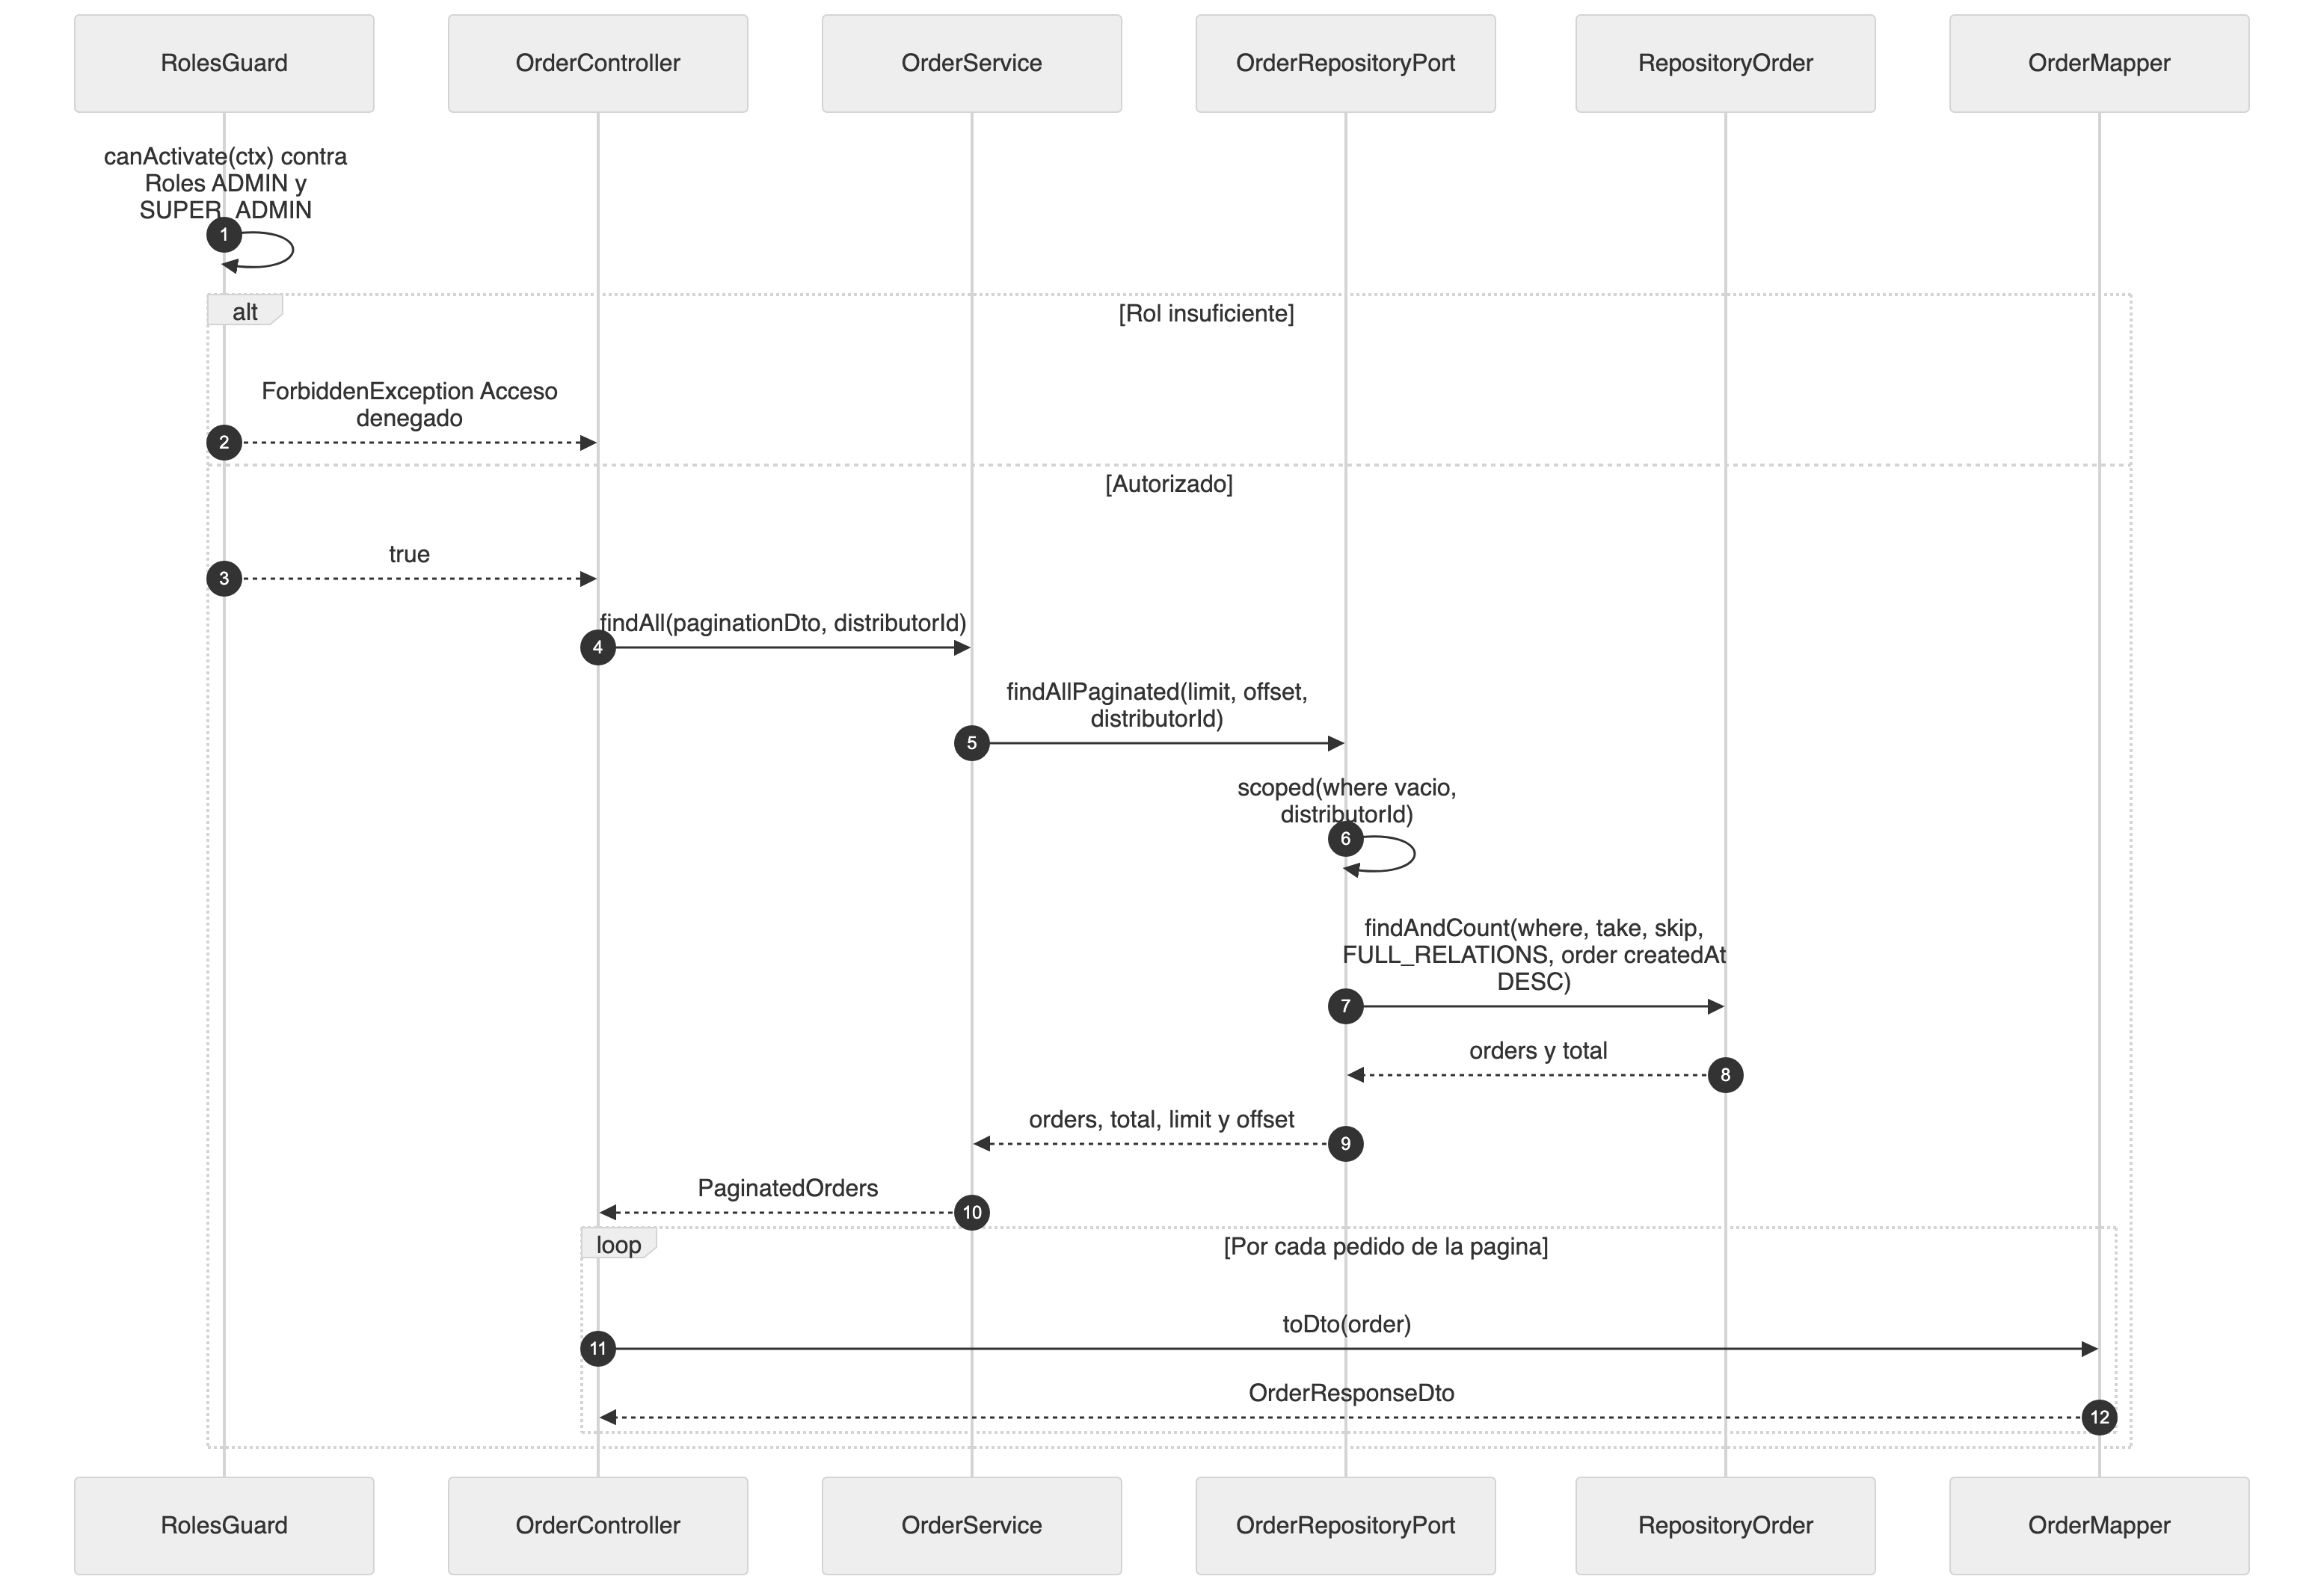 RolesGuard
OrderController
OrderService
OrderRepositoryPort
RepositoryOrder
OrderMapper
canActivate(ctx) contra
Roles ADMIN y
SUPER_ADMIN
1
alt
[Rol insuficiente]
ForbiddenException Acceso
denegado
2
[Autorizado]
true
3
findAll(paginationDto, distributorId)
4
findAllPaginated(limit, offset,
distributorId)
5
scoped(where vacio,
distributorId)
6
findAndCount(where, take, skip,
FULL_RELATIONS, order createdAt
DESC)
7
orders y total
8
orders, total, limit y offset
9
PaginatedOrders
10
loop
[Por cada pedido de la pagina]
toDto(order)
11
OrderResponseDto
12
RolesGuard
OrderController
OrderService
OrderRepositoryPort
RepositoryOrder
OrderMapper